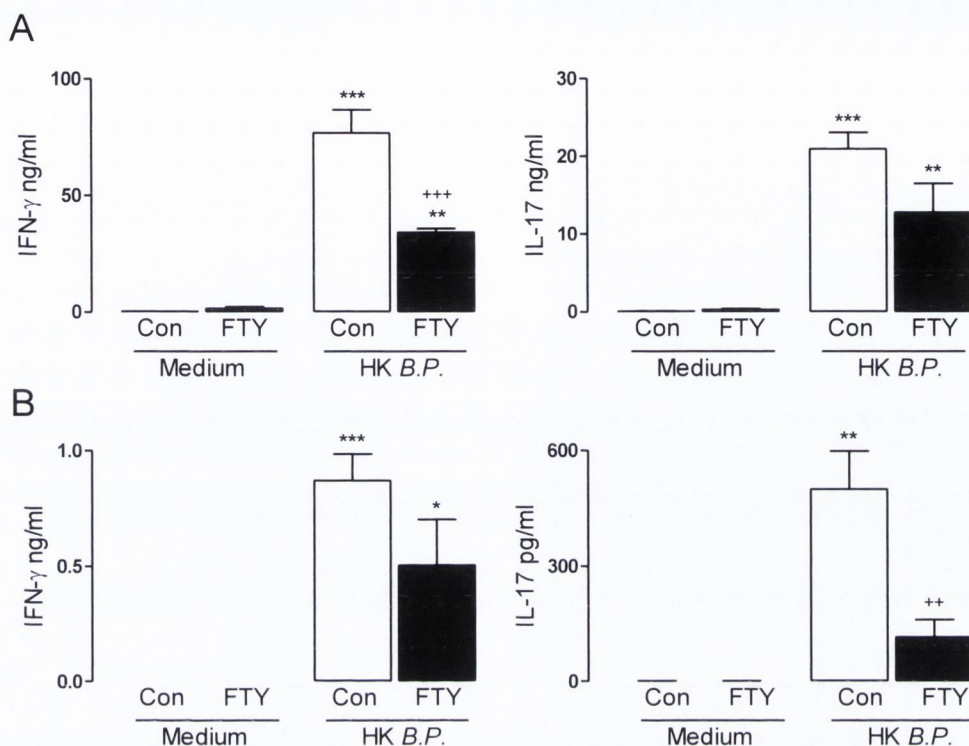 A
IFN-γ ng/ml
100
50
0
***
+++
**
Con FTY Con FTY
Medium HK B.P.
IL-17 ng/ml
30
20
10
0
***
**
Con FTY Con FTY
Medium HK B.P.
B
IFN-γ ng/ml
1.0
0.5
0.0
***
*
Con FTY Con FTY
Medium HK B.P.
IL-17 pg/ml
600
300
0
**
++
Con FTY Con FTY
Medium HK B.P.